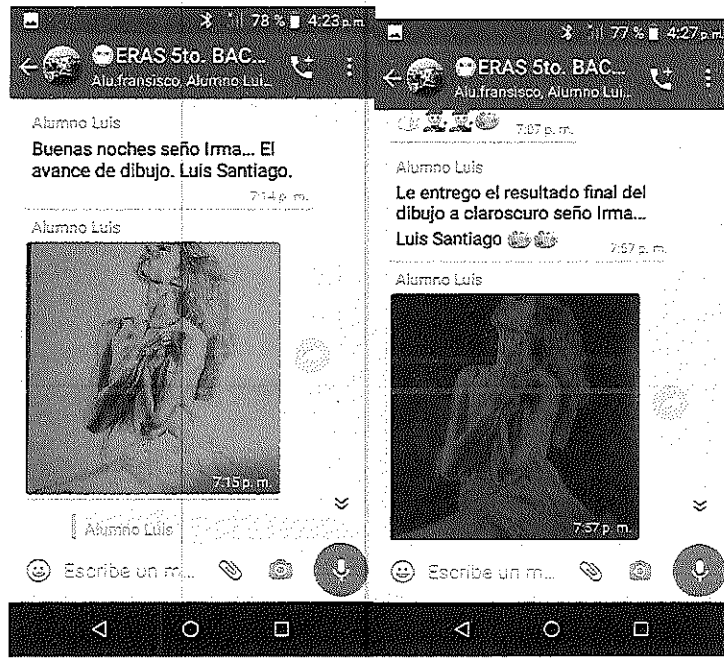 78 % 4:23 p.m.
ERAS 5to. BAC...
Alu.fransisco, Alumno Lui...
Alumno Luis
Buenas noches seño Irma... El
avance de dibujo. Luis Santiago.
7:14 p. m.
Alumno Luis
7:15 p. m.
Alumno Luis
Escribe un m...
77 % 4:27 p.m.
ERAS 5to. BAC...
Alu.fransisco, Alumno Lui...
7:07 p. m.
Alumno Luis
Le entrego el resultado final del
dibujo a claroscuro seño Irma...
Luis Santiago
7:57 p. m.
Alumno Luis
7:57 p. m.
Escribe un m...